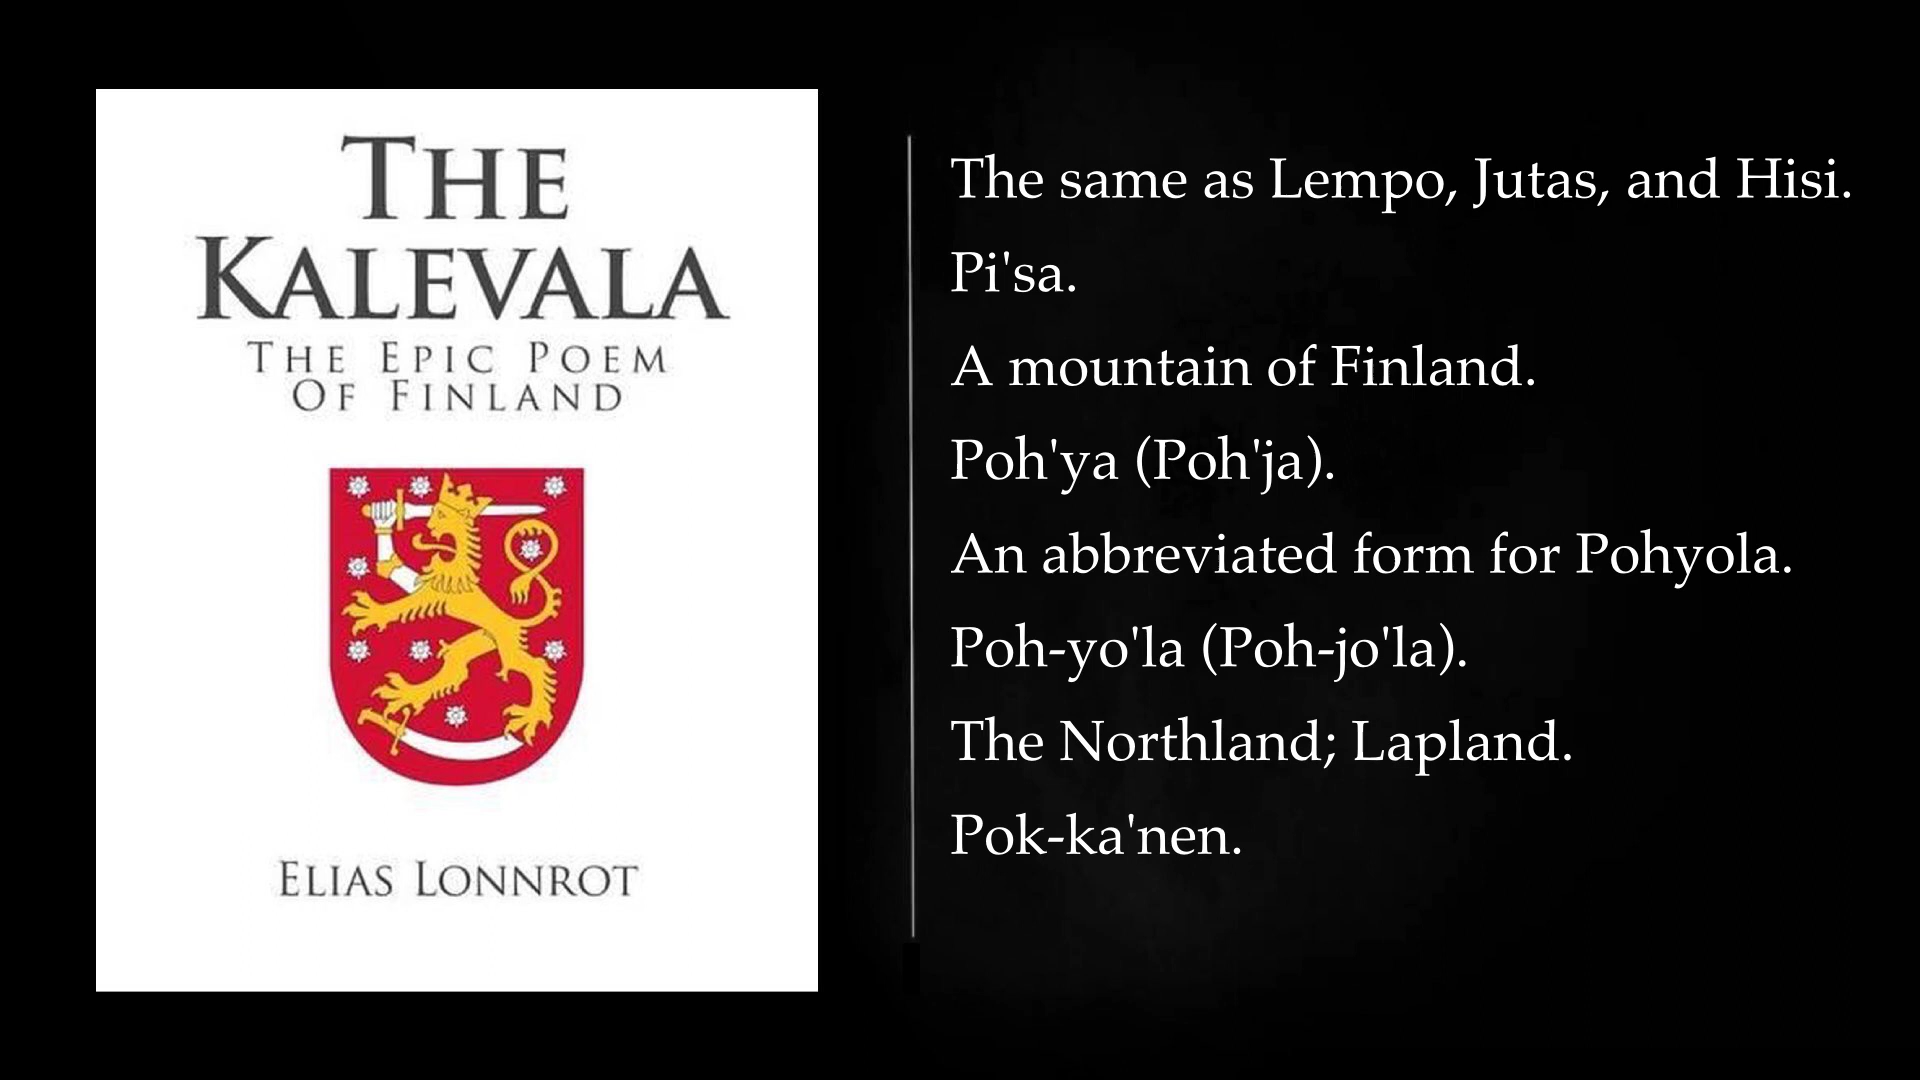 THE
KALEVALA
THE EPIC POEM
OF FINLAND
ELIAS LONNROT
The same as Lempo, Jutas, and Hisi.
Pi'sa.
A mountain of Finland.
Poh'ya (Poh'ja).
An abbreviated form for Pohyola.
Poh-yo'la (Poh-jo'la).
The Northland; Lapland.
Pok-ka'nen.